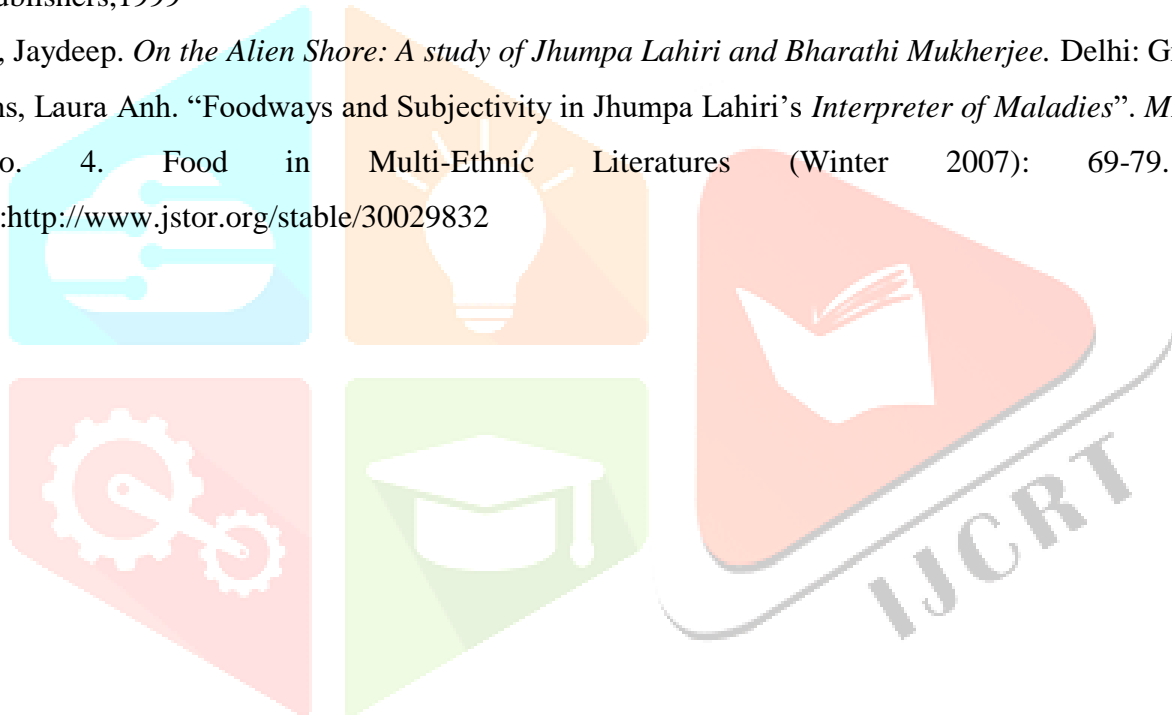 ublishers,1999
, Jaydeep. On the Alien Shore: A study of Jhumpa Lahiri and Bharathi Mukherjee. Delhi: G
ns, Laura Anh. “Foodways and Subjectivity in Jhumpa Lahiri’s Interpreter of Maladies”. M
o. 4. Food in Multi-Ethnic Literatures (Winter 2007): 69-79.
:http://www.jstor.org/stable/30029832
IJCRT